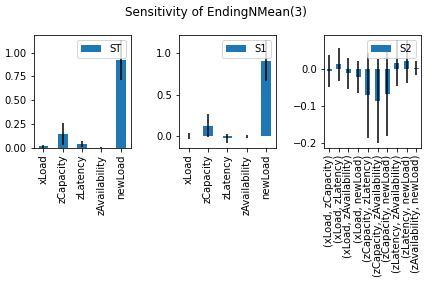 Sensitivity of EndingNMean(3)
ST
1.00
0.75
0.50
0.25
0.00
xLoad
zCapacity
zLatency
zAvailability
newLoad
S1
1.0
0.5
0.0
xLoad
zCapacity
zLatency
zAvailability
newLoad
S2
0.0
−0.1
−0.2
(xLoad, zCapacity)
(xLoad, zLatency)
(xLoad, zAvailability)
(xLoad, newLoad)
(zCapacity, zLatency)
(zCapacity, zAvailability)
(zCapacity, newLoad)
(zLatency, zAvailability)
(zLatency, newLoad)
(zAvailability, newLoad)